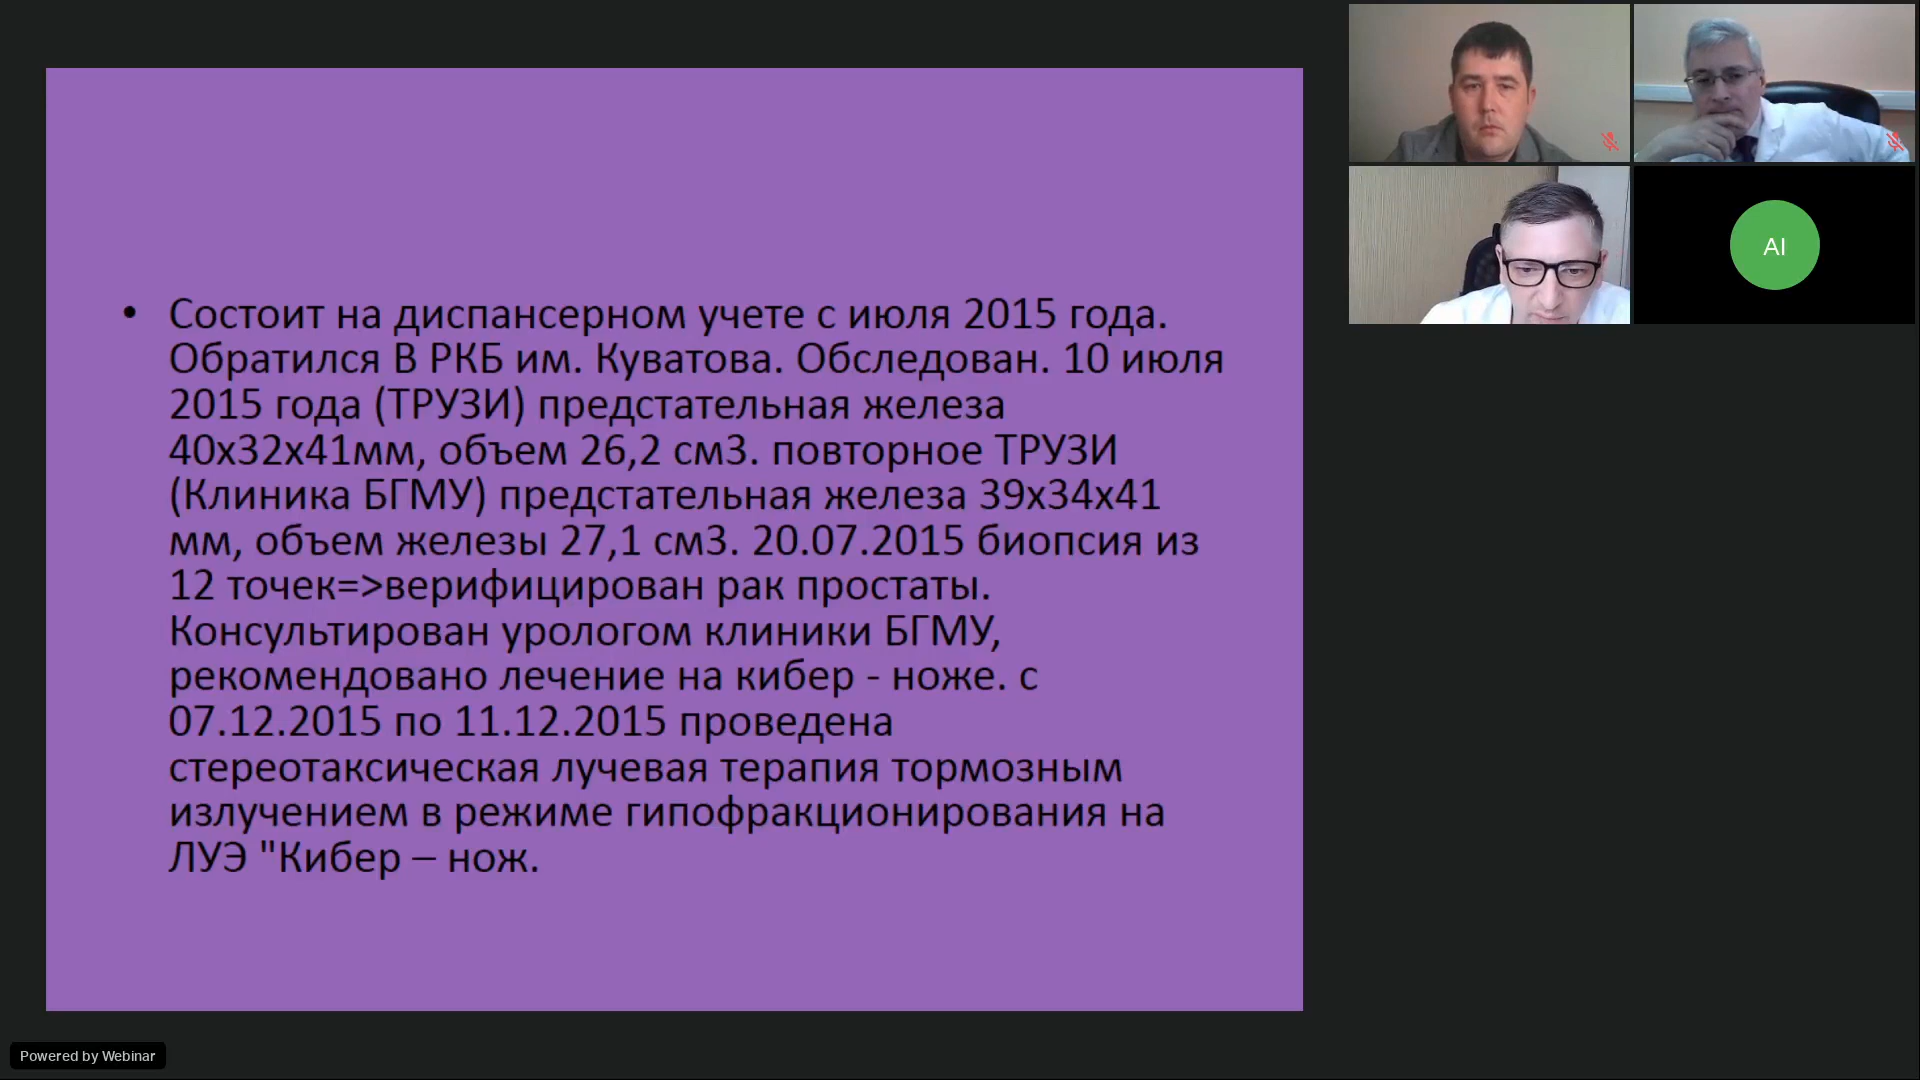 • Состоит на диспансерном учете с июля 2015 года.
Обратился В РКБ им. Куватова. Обследован. 10 июля
2015 года (ТРУЗИ) предстательная железа
40х32х41мм, объем 26,2 см3. повторное ТРУЗИ
(Клиника БГМУ) предстательная железа 39х34х41
мм, объем железы 27,1 см3. 20.07.2015 биопсия из
12 точек=>верифицирован рак простаты.
Консультирован урологом клиники БГМУ,
рекомендовано лечение на кибер - ноже. с
07.12.2015 по 11.12.2015 проведена
стереотаксическая лучевая терапия тормозным
излучением в режиме гипофракционирования на
ЛУЭ "Кибер – нож.
AI
Powered by Webinar